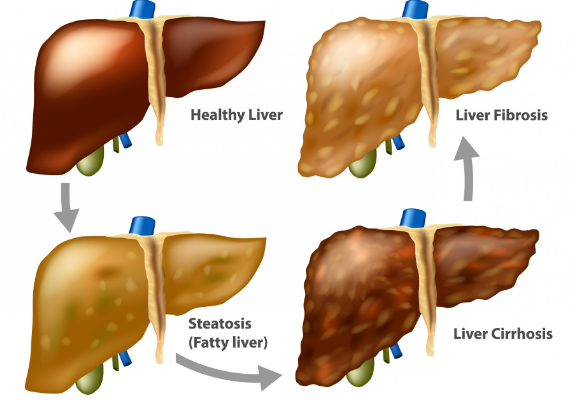 Healthy Liver
Liver Fibrosis
Steatosis
(Fatty liver)
Liver Cirrhosis